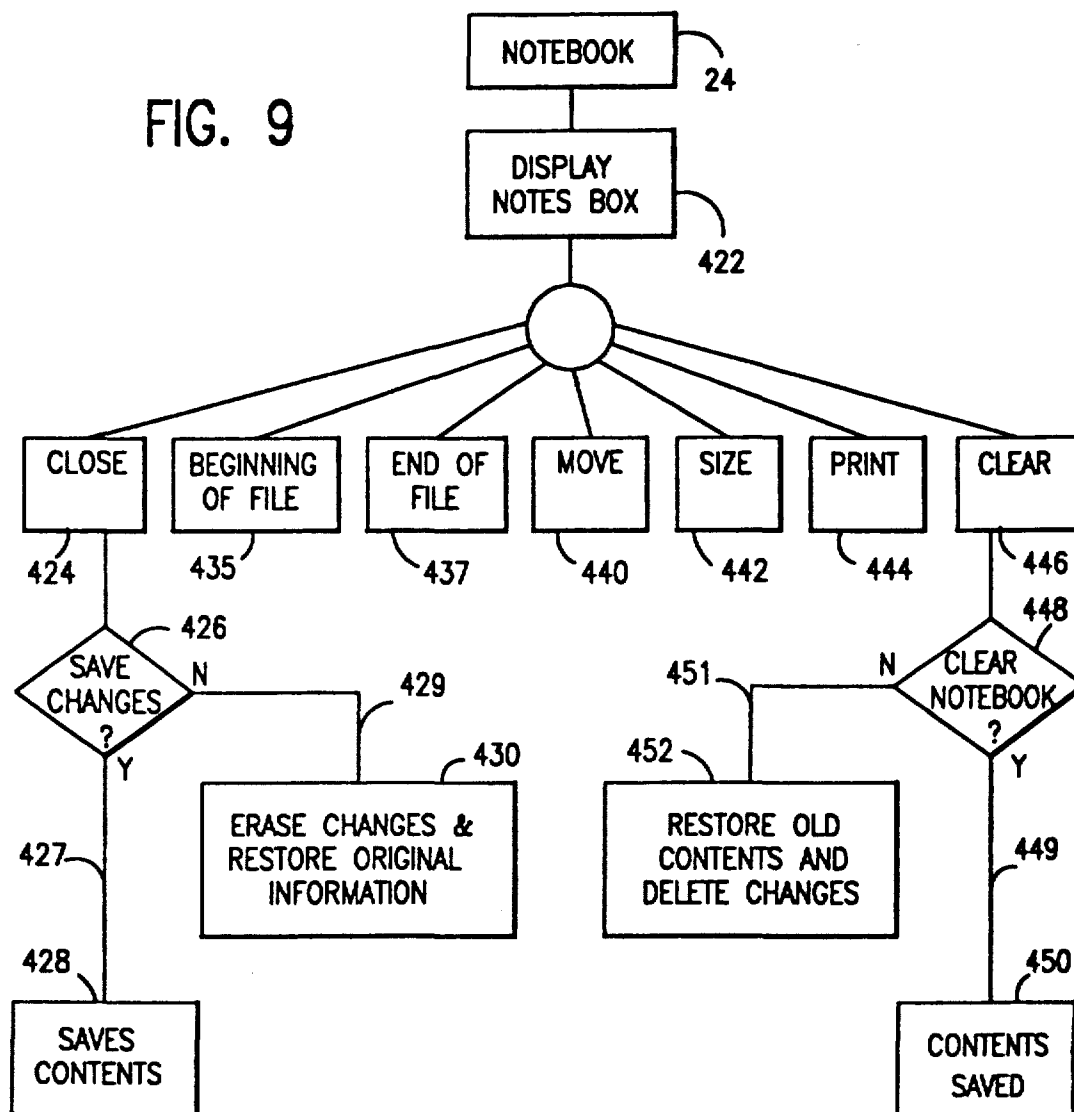 FIG. 9
NOTEBOOK
24
DISPLAY
NOTES BOX
422
CLOSE
424
BEGINNING
OF FILE
435
END OF
FILE
437
MOVE
440
SIZE
442
PRINT
444
CLEAR
446
426
SAVE
CHANGES
?
N
Y
429
430
ERASE CHANGES &
RESTORE ORIGINAL
INFORMATION
427
428
SAVES
CONTENTS
448
CLEAR
NOTEBOOK
?
N
Y
451
452
RESTORE OLD
CONTENTS AND
DELETE CHANGES
449
450
CONTENTS
SAVED